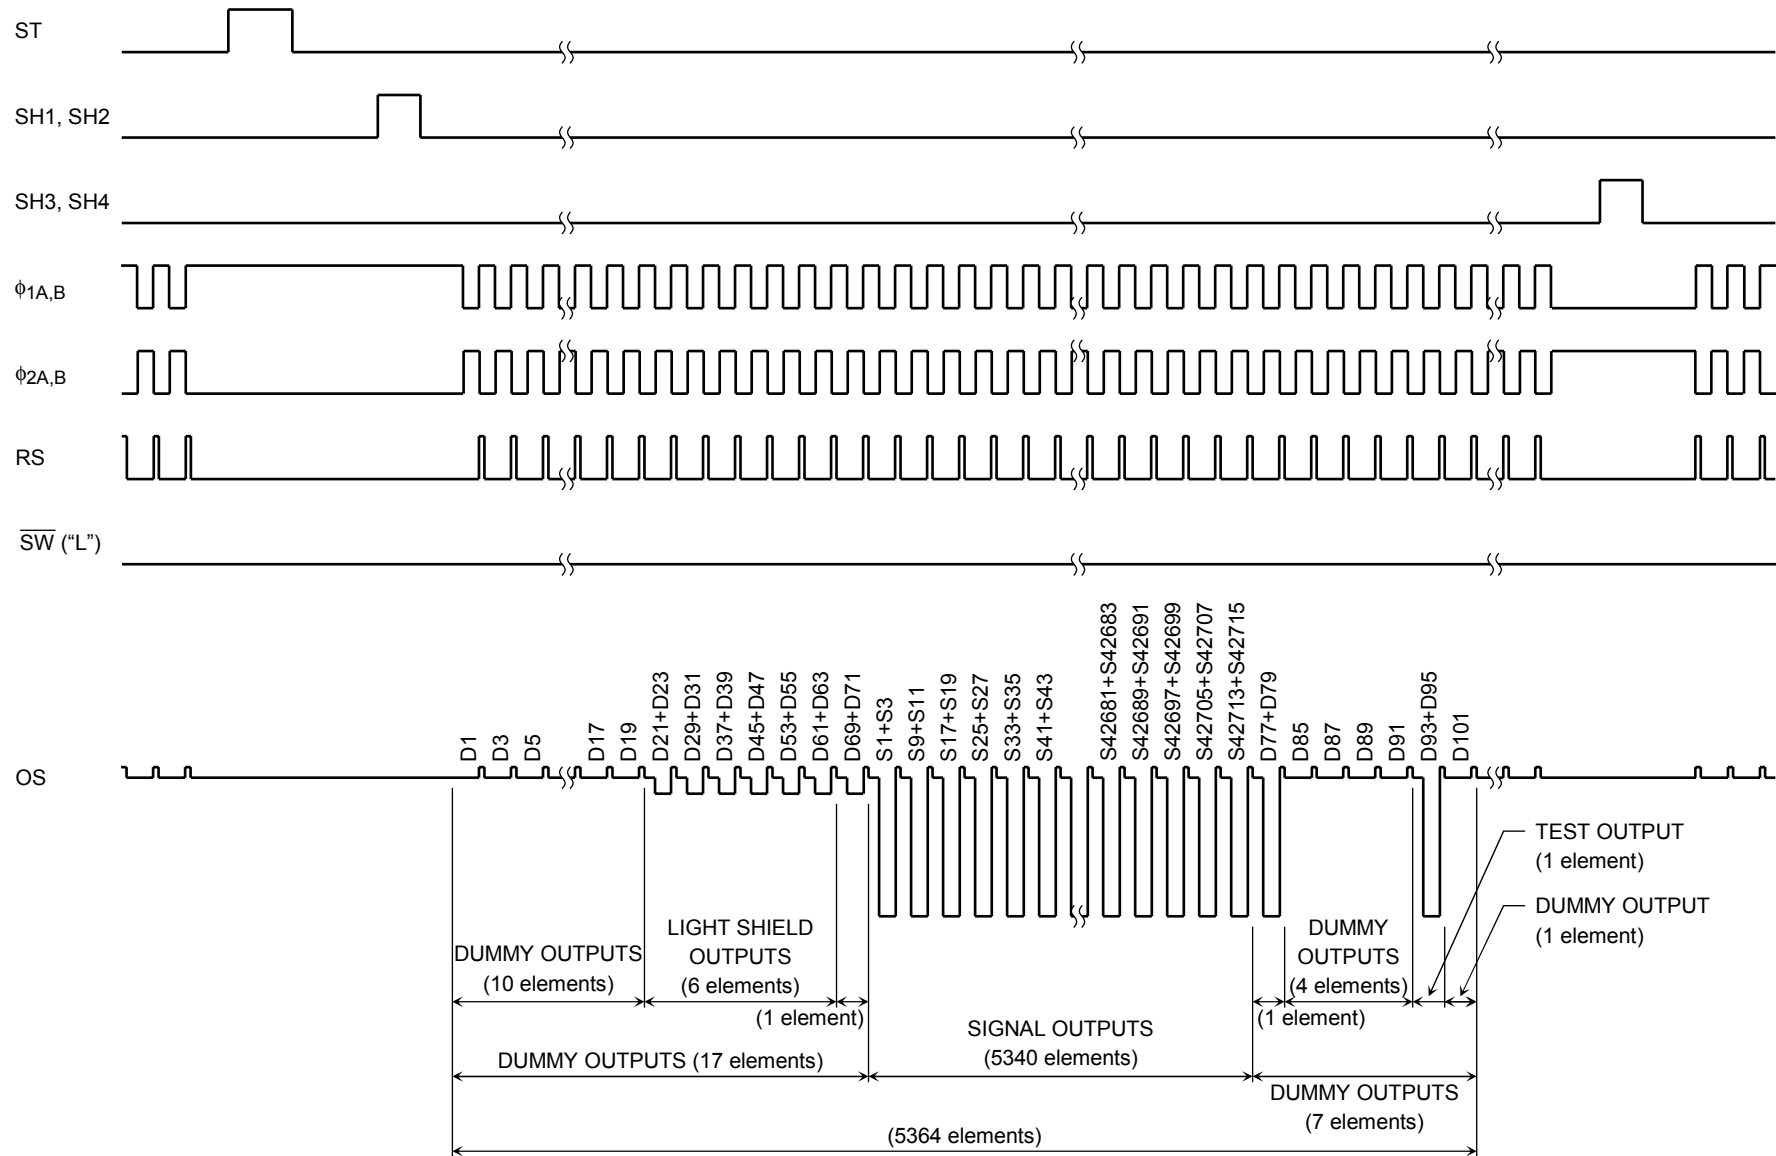 ST
SH1, SH2
SH3, SH4
ϕ1A,B
ϕ2A,B
RS
SW (“L”)
OS
D1
D3
D5
D17
D19
D21+D23
D29+D31
D37+D39
D45+D47
D53+D55
D61+D63
D69+D71
S1+S3
S9+S11
S17+S19
S25+S27
S33+S35
S41+S43
S42681+S42683
S42689+S42691
S42697+S42699
S42705+S42707
S42713+S42715
D77+D79
D85
D87
D89
D91
D93+D95
D101
TEST OUTPUT
(1 element)
DUMMY OUTPUT
(1 element)
DUMMY OUTPUTS
(10 elements)
LIGHT SHIELD
OUTPUTS
(6 elements)
(1 element)
DUMMY
OUTPUTS
(4 elements)
(1 element)
SIGNAL OUTPUTS
(5340 elements)
DUMMY OUTPUTS (17 elements)
DUMMY OUTPUTS
(7 elements)
(5364 elements)